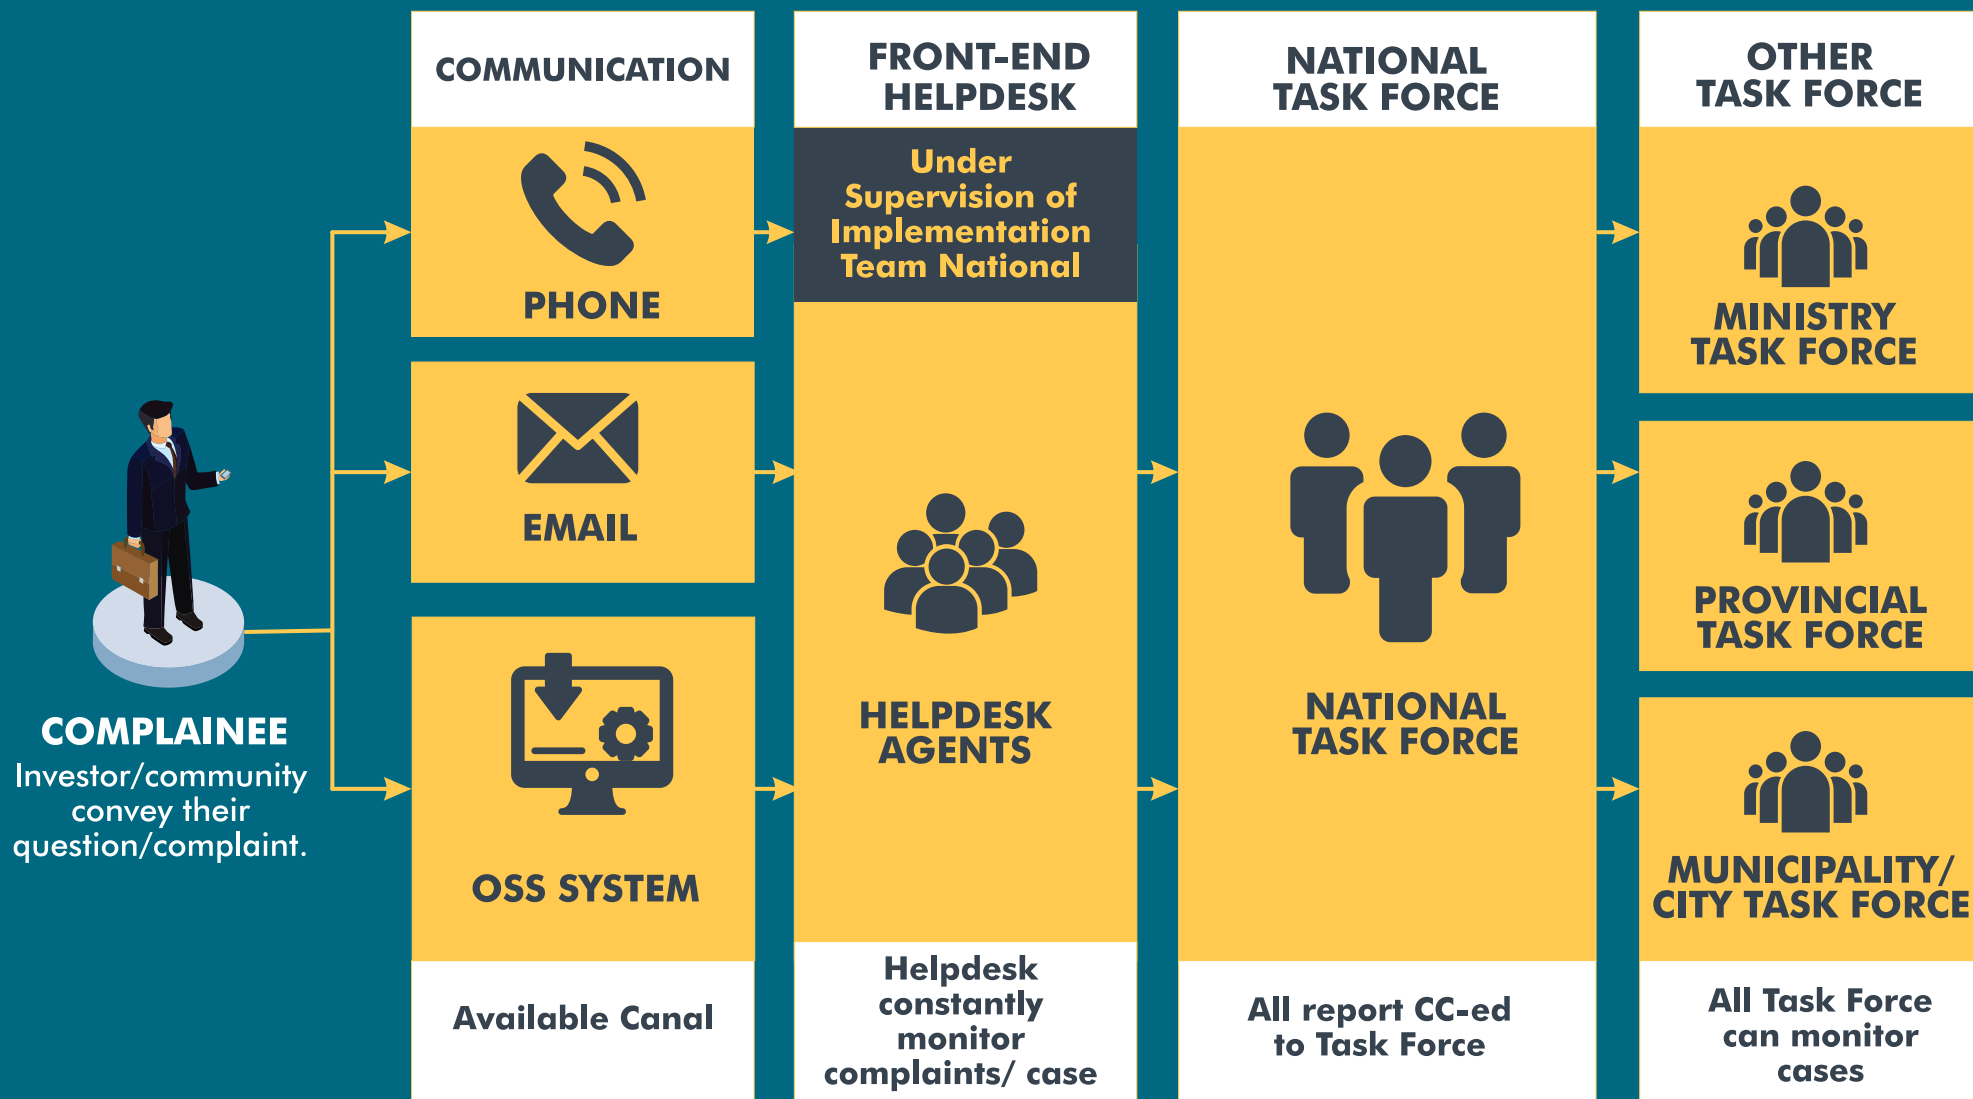 COMPLAINEE
Investor/community
convey their
question/complaint.
COMMUNICATION
PHONE
EMAIL
OSS SYSTEM
Available Canal
FRONT-END
HELPDESK
Under
Supervision of
Implementation
Team National
HELPDESK
AGENTS
Helpdesk
constantly
monitor
complaints/ case
NATIONAL
TASK FORCE
NATIONAL
TASK FORCE
All report CC-ed
to Task Force
OTHER
TASK FORCE
MINISTRY
TASK FORCE
PROVINCIAL
TASK FORCE
MUNICIPALITY/
CITY TASK FORCE
All Task Force
can monitor
cases